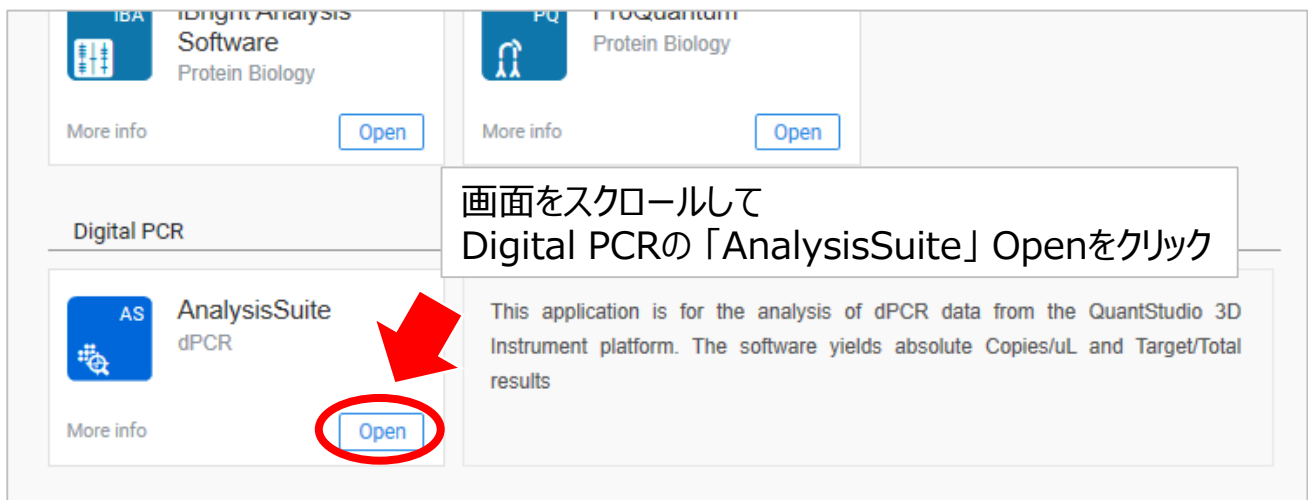 IBA
iBright Analysis
Software
Protein Biology
More info
Open
PQ
ProQuantum
Protein Biology
More info
Open
画面をスクロールして
Digital PCRの「AnalysisSuite」Openをクリック
Digital PCR
AS
AnalysisSuite
dPCR
More info
Open
This application is for the analysis of dPCR data from the QuantStudio 3D
Instrument platform. The software yields absolute Copies/uL and Target/Total
results